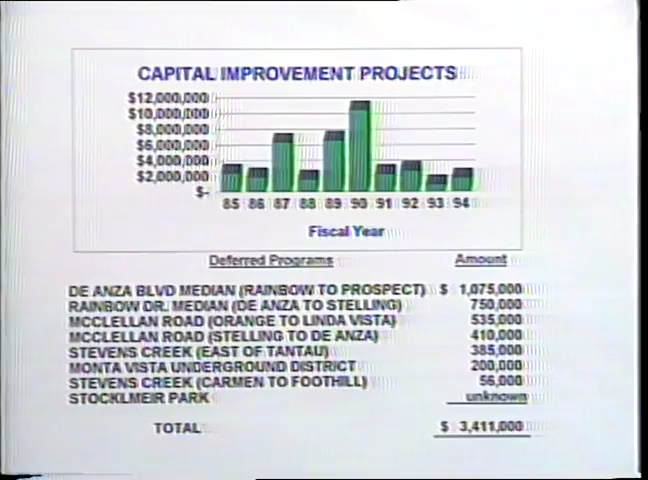 CAPITAL IMPROVEMENT PROJECTS
$12,000,000
$10,000,000
$8,000,000
$6,000,000
$4,000,000
$2,000,000
$-
85 86 87 88 89 90 91 92 93 94
Fiscal Year
Deferred Programs Amount
DE ANZA BLVD MEDIAN (RAINBOW TO PROSPECT) $ 1,075,000
RAINBOW DR. MEDIAN (DE ANZA TO STELLING) 750,000
MCCLELLAN ROAD (ORANGE TO LINDA VISTA) 535,000
MCCLELLAN ROAD (STELLING TO DE ANZA) 410,000
STEVENS CREEK (EAST OF TANTAU) 385,000
MONTA VISTA UNDERGROUND DISTRICT 200,000
STEVENS CREEK (CARMEN TO FOOTHILL) 56,000
STOCKLMEIR PARK unknown
TOTAL $ 3,411,000